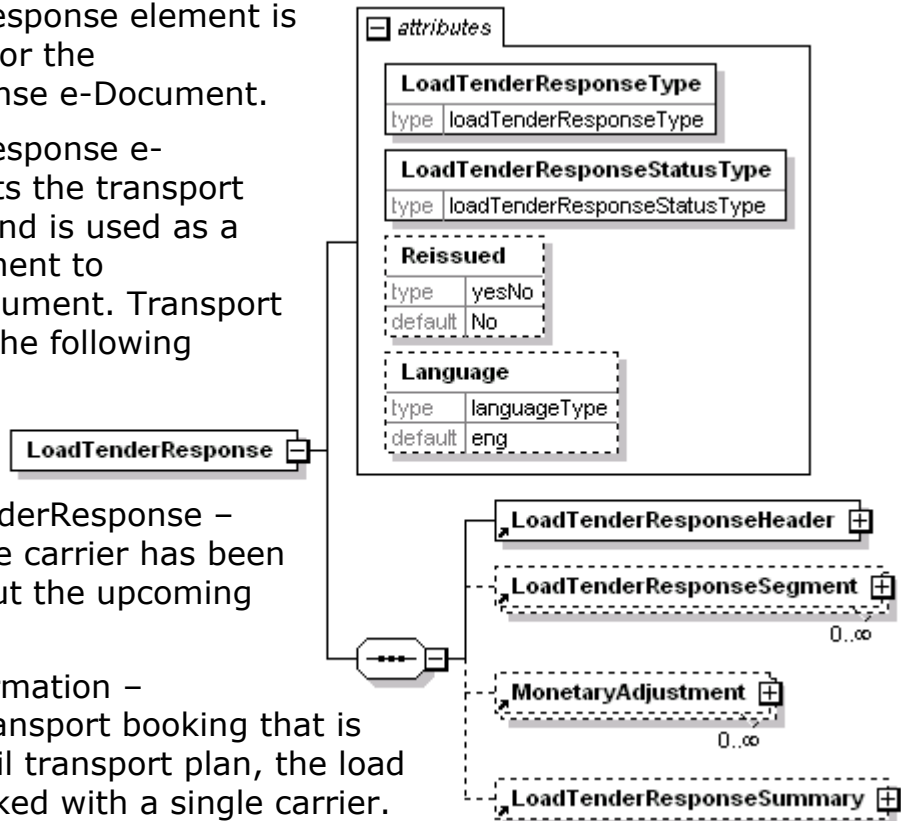 esponse element is
or the
nse e-Document.
esponse e-
ts the transport
nd is used as a
nent to
ument. Transport
he following
nderResponse –
e carrier has been
ut the upcoming
rmation –
ansport booking that is
il transport plan, the load
ked with a single carrier.
attributes
LoadTenderResponseType
type loadTenderResponseType
LoadTenderResponseStatusType
type loadTenderResponseStatusType
Reissued
type yesNo
default No
Language
type languageType
default eng
LoadTenderResponse
LoadTenderResponseHeader
LoadTenderResponseSegment
0..∞
MonetaryAdjustment
0..∞
LoadTenderResponseSummary